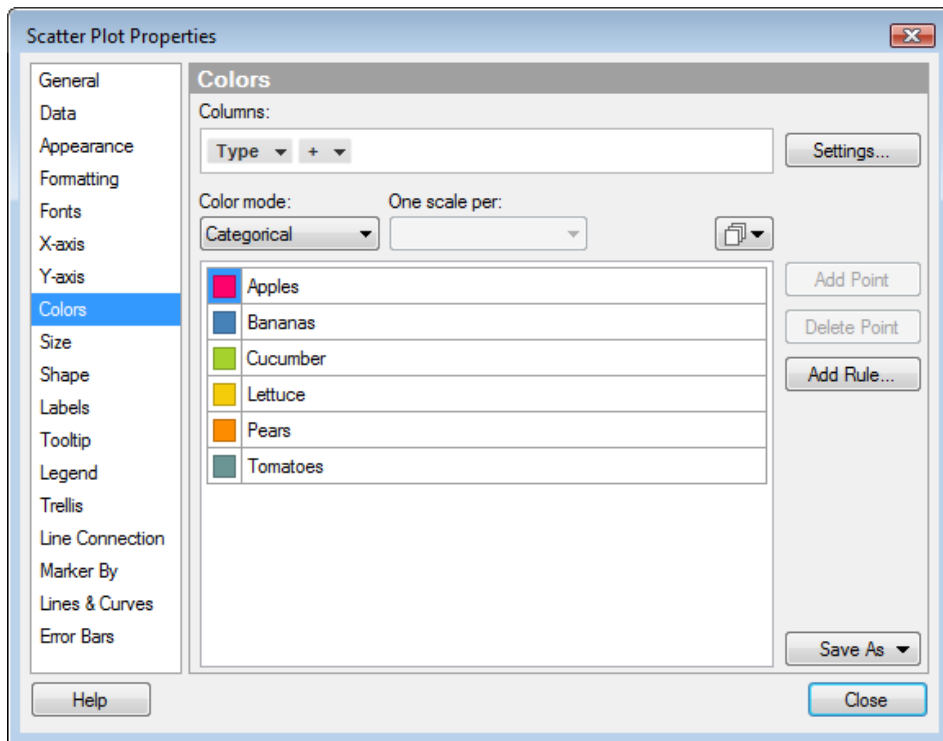 Scatter Plot Properties
General
Data
Appearance
Formatting
Fonts
X-axis
Y-axis
Colors
Size
Shape
Labels
Tooltip
Legend
Trellis
Line Connection
Marker By
Lines & Curves
Error Bars
Colors
Columns:
Type +
Settings...
Color mode: One scale per:
Categorical
Apples
Bananas
Cucumber
Lettuce
Pears
Tomatoes
Add Point
Delete Point
Add Rule...
Save As
Help
Close